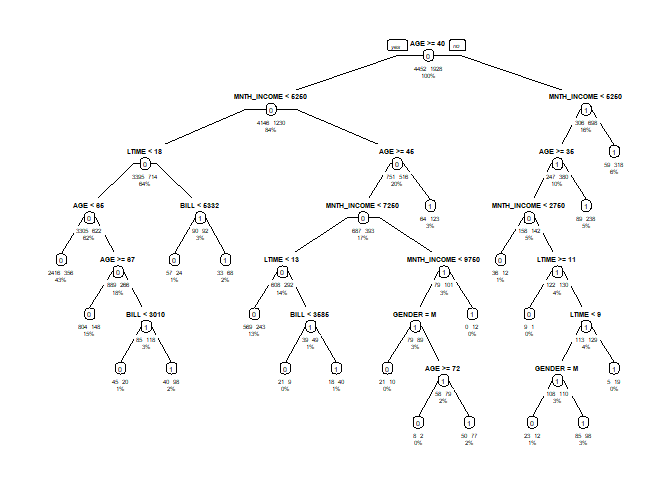 yes AGE >= 40 no
0
4452 1928
100%
MNTH_INCOME < 5250 MNTH_INCOME < 5250
0 1
4146 1230 306 698
84% 16%
LTIME < 18 AGE >= 45 AGE >= 35 1
0 0 1 59 318
3395 714 751 516 247 380 6%
64% 20% 10%
AGE < 65 BILL < 5332 MNTH_INCOME < 7250 1 MNTH_INCOME < 2750 1
0 1 0 64 123 1 89 238
3305 622 90 92 687 393 3% 158 142 5%
62% 3% 17% 5%
0 AGE >= 67 0 1 LTIME < 13 MNTH_INCOME < 9750 0 LTIME >= 11
2416 356 0 57 24 33 68 0 1 36 12 1
43% 889 266 1% 2% 608 292 79 101 1% 122 130
18% 14% 3% 4%
0 BILL < 3010 0 BILL < 3585 GENDER = M 1 0 LTIME < 9
804 148 1 569 243 1 1 0 12 9 1 1
15% 85 118 13% 39 49 79 89 0% 0% 113 129
3% 1% 3% 4%
0 1 0 1 0 AGE >= 72 GENDER = M 1
45 20 40 98 21 9 18 40 21 10 1 1 5 19
1% 2% 0% 1% 0% 58 79 108 110 0%
2% 3%
0 1 0 1
8 2 50 77 23 12 85 98
0% 2% 1% 3%